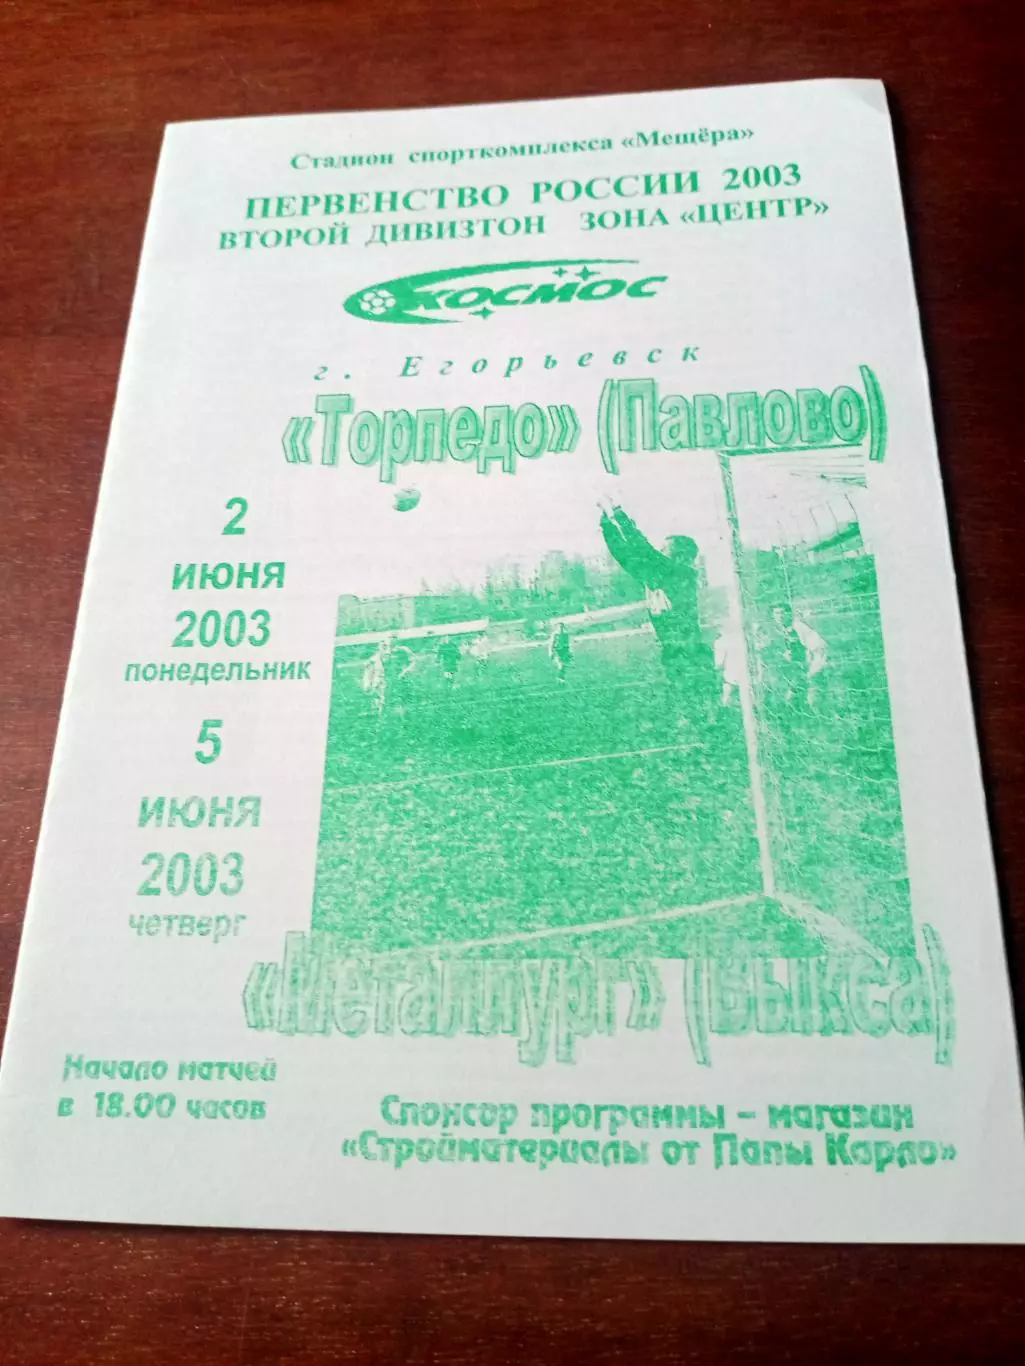 Стадион спорткомплекса «Мещёра»
ПЕРВЕНСТВО РОССИИ 2003
ВТОРОЙ ДИВИЗТОН ЗОНА «ЦЕНТР»
КОСМОС
г. Егорьевск
«Торпедо» (Павлово)
2
ИЮНЯ
2003
понедельник
5
ИЮНЯ
2003
четверг
«Металлург» (Выкса)
Начало матчей
в 18.00 часов
Спонсор программы – магазин
«Стройматериалы от Папы Карло»